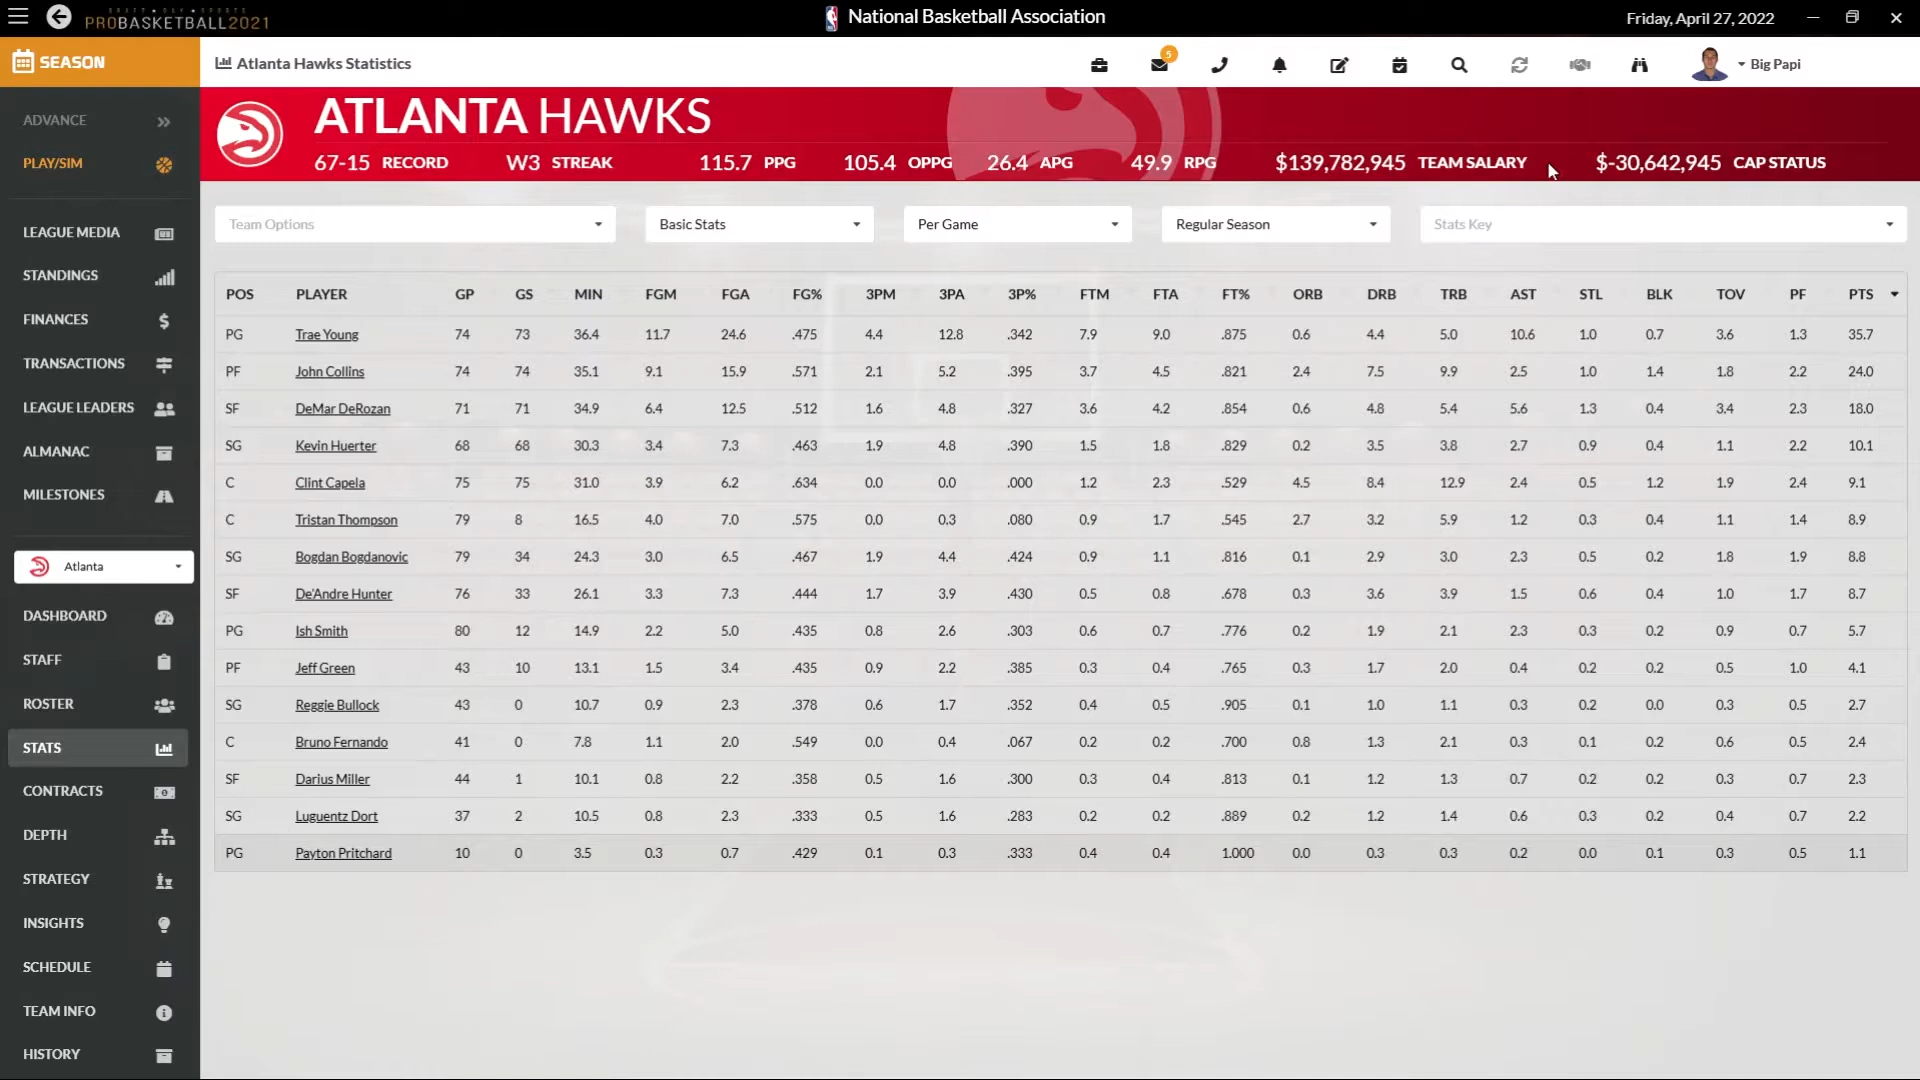 DRAFT DAY SPORTS
PROBASKETBALL2021
National Basketball Association
Friday, April 27, 2022
SEASON
Atlanta Hawks Statistics
5
Big Papi
ADVANCE
PLAY/SIM
LEAGUE MEDIA
STANDINGS
FINANCES
TRANSACTIONS
LEAGUE LEADERS
ALMANAC
MILESTONES
Atlanta
DASHBOARD
STAFF
ROSTER
STATS
CONTRACTS
DEPTH
STRATEGY
INSIGHTS
SCHEDULE
TEAM INFO
HISTORY
ATLANTA HAWKS
67-15 RECORD W3 STREAK 115.7 PPG 105.4 OPPG 26.4 APG 49.9 RPG $139,782,945 TEAM SALARY $-30,642,945 CAP STATUS
Team Options Basic Stats Per Game Regular Season Stats Key
POS PLAYER GP GS MIN FGM FGA FG% 3PM 3PA 3P% FTM FTA FT% ORB DRB TRB AST STL BLK TOV PF PTS
PG Trae Young 74 73 36.4 11.7 24.6 .475 4.4 12.8 .342 7.9 9.0 .875 0.6 4.4 5.0 10.6 1.0 0.7 3.6 1.3 35.7
PF John Collins 74 74 35.1 9.1 15.9 .571 2.1 5.2 .395 3.7 4.5 .821 2.4 7.5 9.9 2.5 1.0 1.4 1.8 2.2 24.0
SF DeMar DeRozan 71 71 34.9 6.4 12.5 .512 1.6 4.8 .327 3.6 4.2 .854 0.6 4.8 5.4 5.6 1.3 0.4 3.4 2.3 18.0
SG Kevin Huerter 68 68 30.3 3.4 7.3 .463 1.9 4.8 .390 1.5 1.8 .829 0.2 3.5 3.8 2.7 0.9 0.4 1.1 2.2 10.1
C Clint Capela 75 75 31.0 3.9 6.2 .634 0.0 0.0 .000 1.2 2.3 .529 4.5 8.4 12.9 2.4 0.5 1.2 1.9 2.4 9.1
C Tristan Thompson 79 8 16.5 4.0 7.0 .575 0.0 0.3 .080 0.9 1.7 .545 2.7 3.2 5.9 1.2 0.3 0.4 1.1 1.4 8.9
SG Bogdan Bogdanovic 79 34 24.3 3.0 6.5 .467 1.9 4.4 .424 0.9 1.1 .816 0.1 2.9 3.0 2.3 0.5 0.2 1.8 1.9 8.8
SF De'Andre Hunter 76 33 26.1 3.3 7.3 .444 1.7 3.9 .430 0.5 0.8 .678 0.3 3.6 3.9 1.5 0.6 0.4 1.0 1.7 8.7
PG Ish Smith 80 12 14.9 2.2 5.0 .435 0.8 2.6 .303 0.6 0.7 .776 0.2 1.9 2.1 2.3 0.3 0.2 0.9 0.7 5.7
PF Jeff Green 43 10 13.1 1.5 3.4 .435 0.9 2.2 .385 0.3 0.4 .765 0.3 1.7 2.0 0.4 0.2 0.2 0.5 1.0 4.1
SG Reggie Bullock 43 0 10.7 0.9 2.3 .378 0.6 1.7 .352 0.4 0.5 .905 0.1 1.0 1.1 0.3 0.2 0.0 0.3 0.5 2.7
C Bruno Fernando 41 0 7.8 1.1 2.0 .549 0.0 0.4 .067 0.2 0.2 .700 0.8 1.3 2.1 0.3 0.1 0.2 0.6 0.5 2.4
SF Darius Miller 44 1 10.1 0.8 2.2 .358 0.5 1.6 .300 0.3 0.4 .813 0.1 1.2 1.3 0.7 0.2 0.2 0.3 0.7 2.3
SG Luguentz Dort 37 2 10.5 0.8 2.3 .333 0.5 1.6 .283 0.2 0.2 .889 0.2 1.2 1.4 0.6 0.3 0.2 0.4 0.7 2.2
PG Payton Pritchard 10 0 3.5 0.3 0.7 .429 0.1 0.3 .333 0.4 0.4 1.000 0.0 0.3 0.3 0.2 0.0 0.1 0.3 0.5 1.1